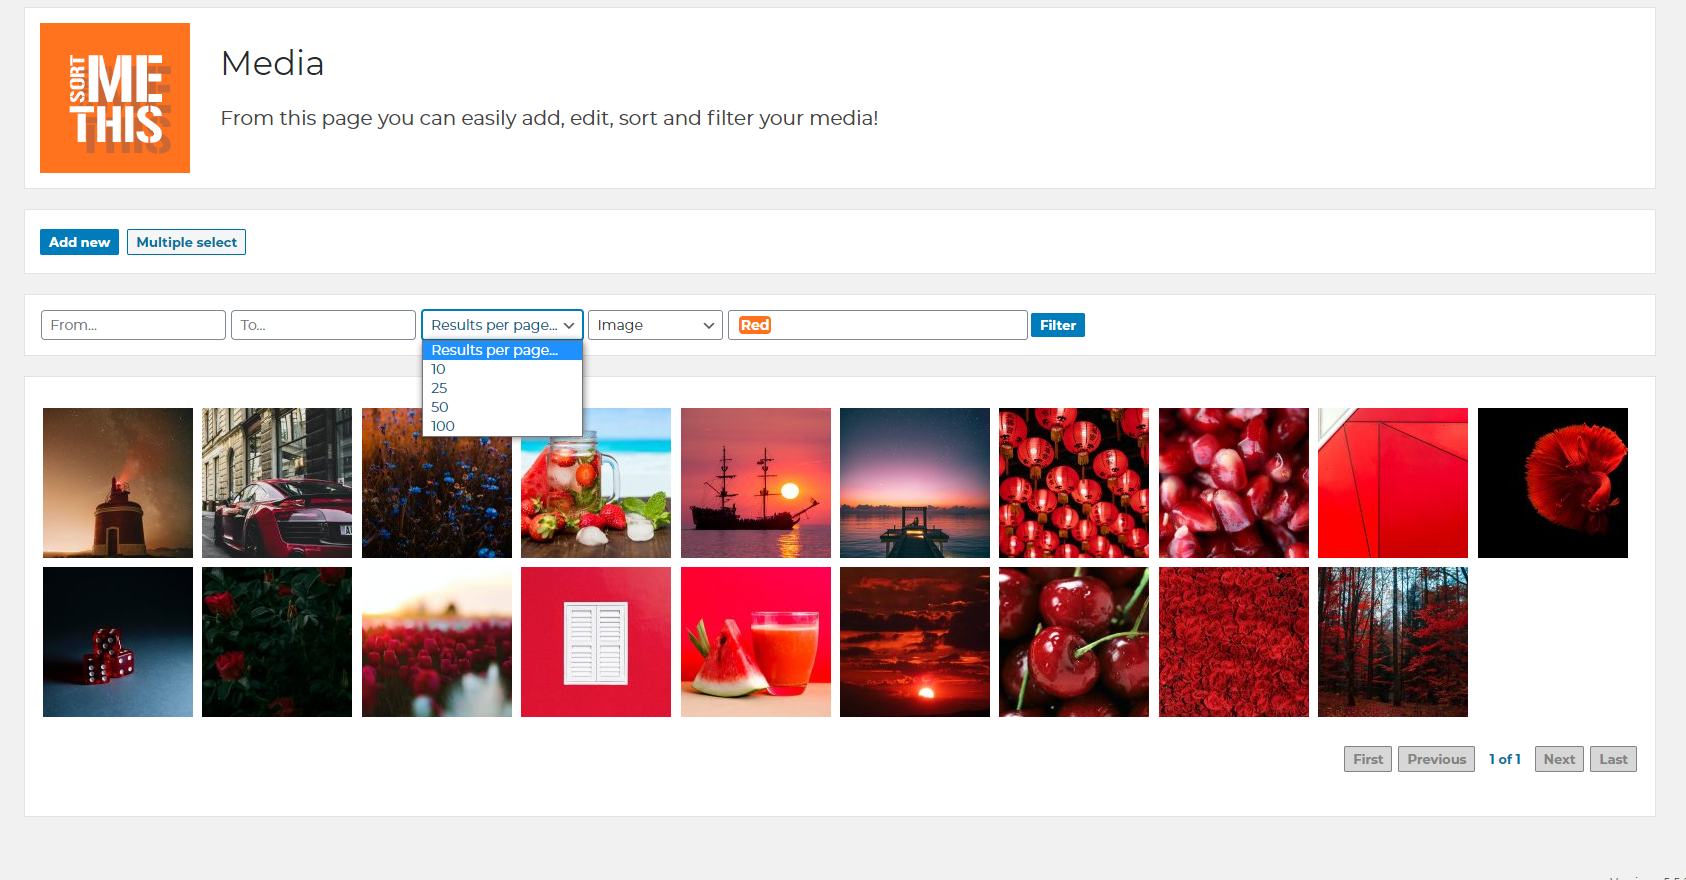 SORT ME
THIS
Media
From this page you can easily add, edit, sort and filter your media!
Add new Multiple select
From... To... Results per page... Image Red Filter
Results per page...
10
25
50
100
First Previous 1 of 1 Next Last